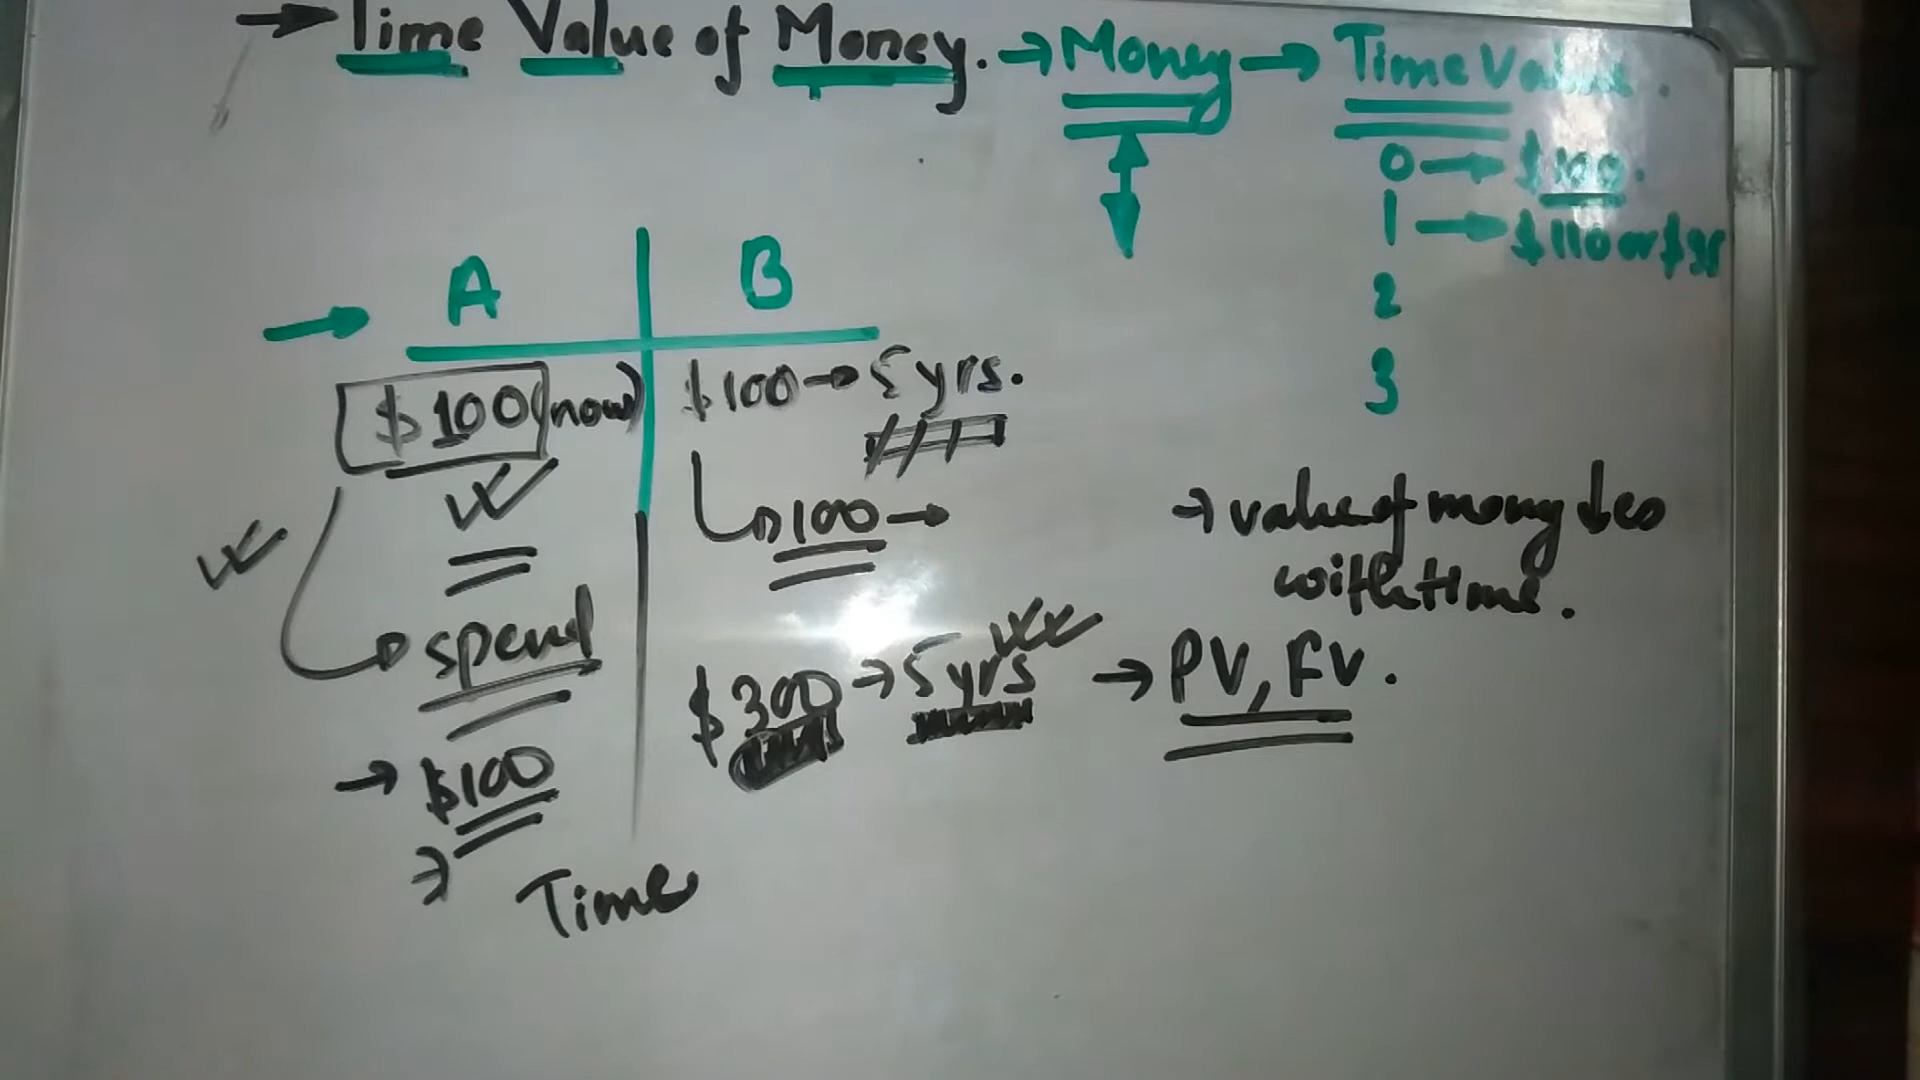 → Time Value of Money. → Money → Time Value.
0 → $100.
1 → $110 or $95
2
3
→ A B
$100 (now) $100 → 5 yrs.
→ 100 →
→ spend
$300 → 5 yrs
→ $100
→ Time
→ value of money
with time.
→ PV, FV.